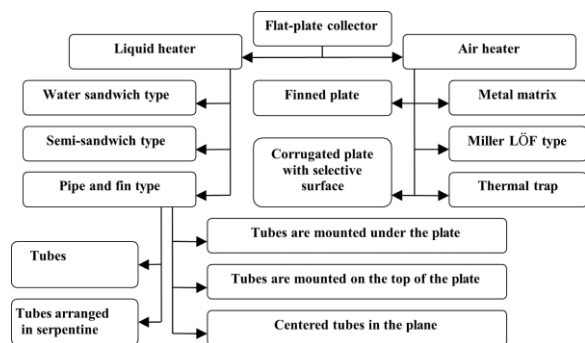 Flat-plate collector
Liquid heater
Air heater
Water sandwich type
Finned plate
Metal matrix
Semi-sandwich type
Corrugated plate
with selective
surface
Miller LÖF type
Pipe and fin type
Thermal trap
Tubes are mounted under the plate
Tubes
Tubes are mounted on the top of the plate
Tubes arranged
in serpentine
Centered tubes in the plane